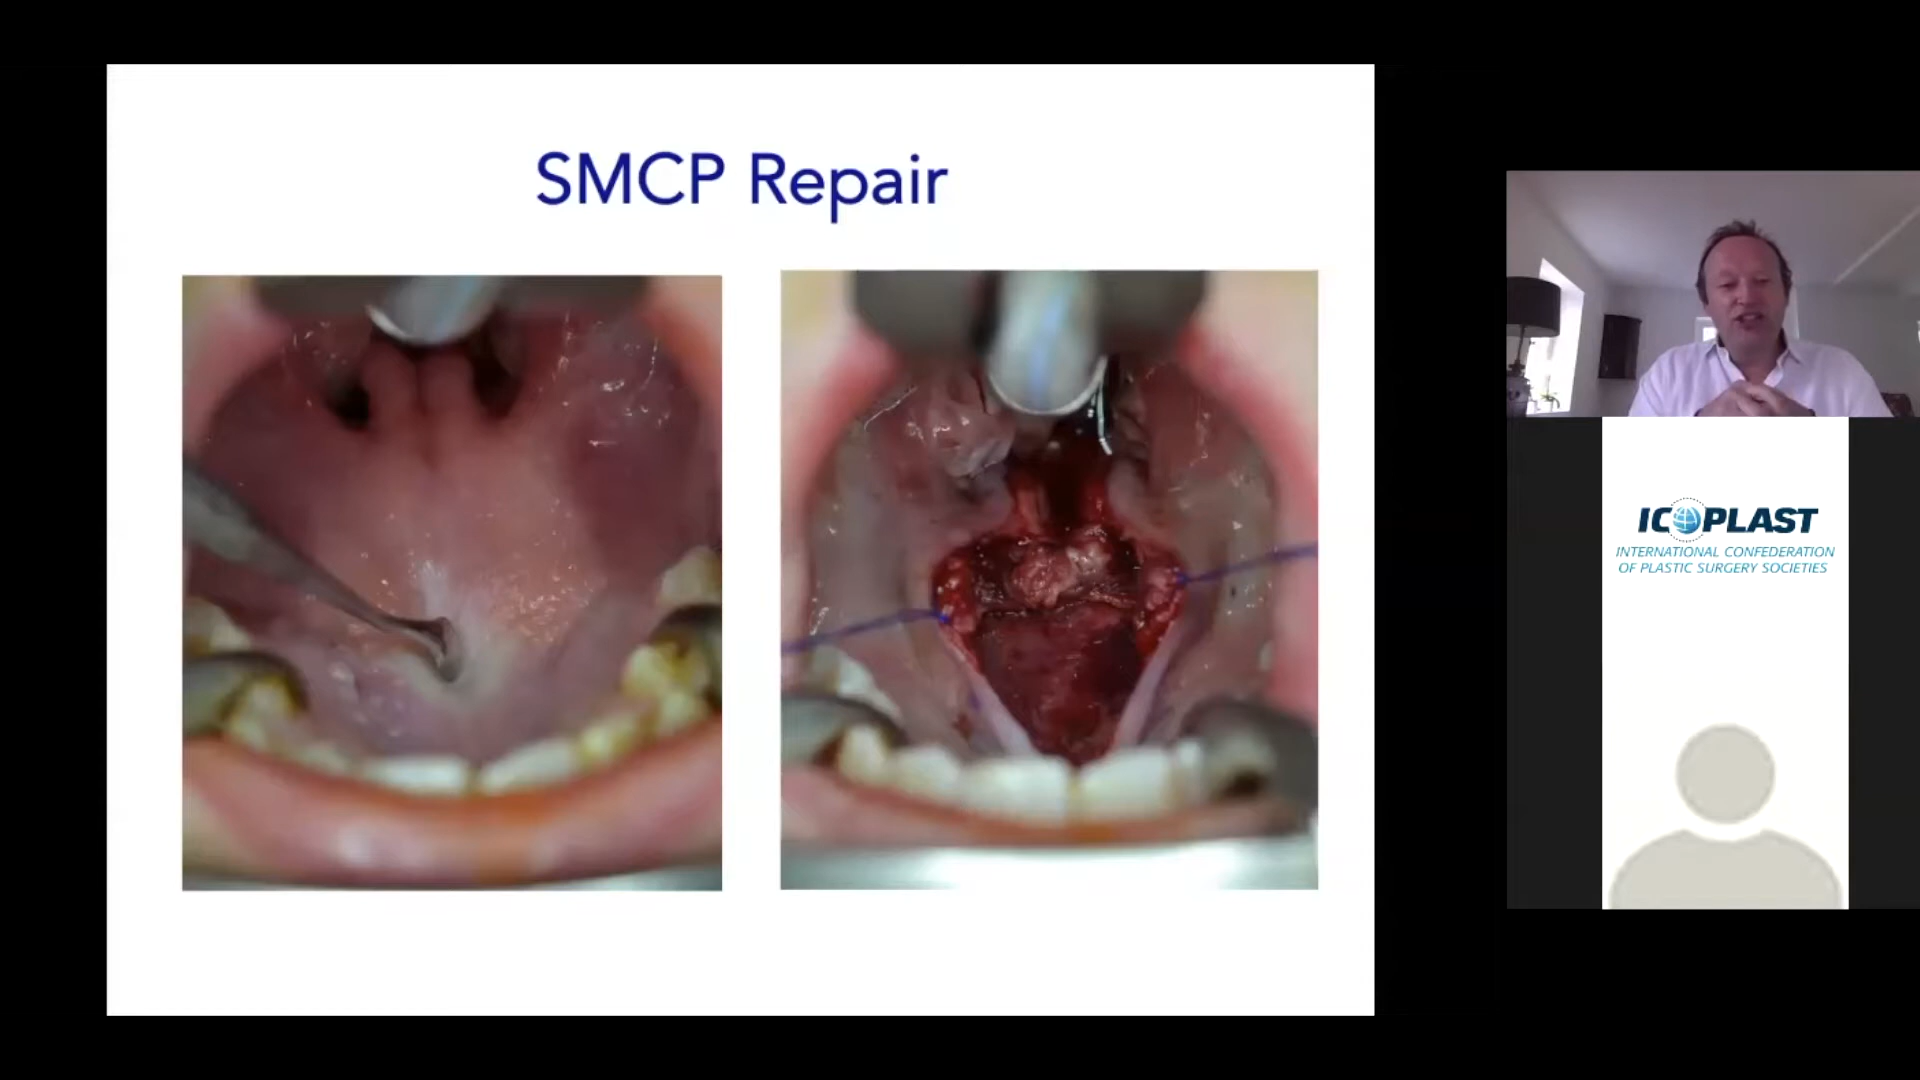 SMCP Repair
ICOPLAST
INTERNATIONAL CONFEDERATION
OF PLASTIC SURGERY SOCIETIES